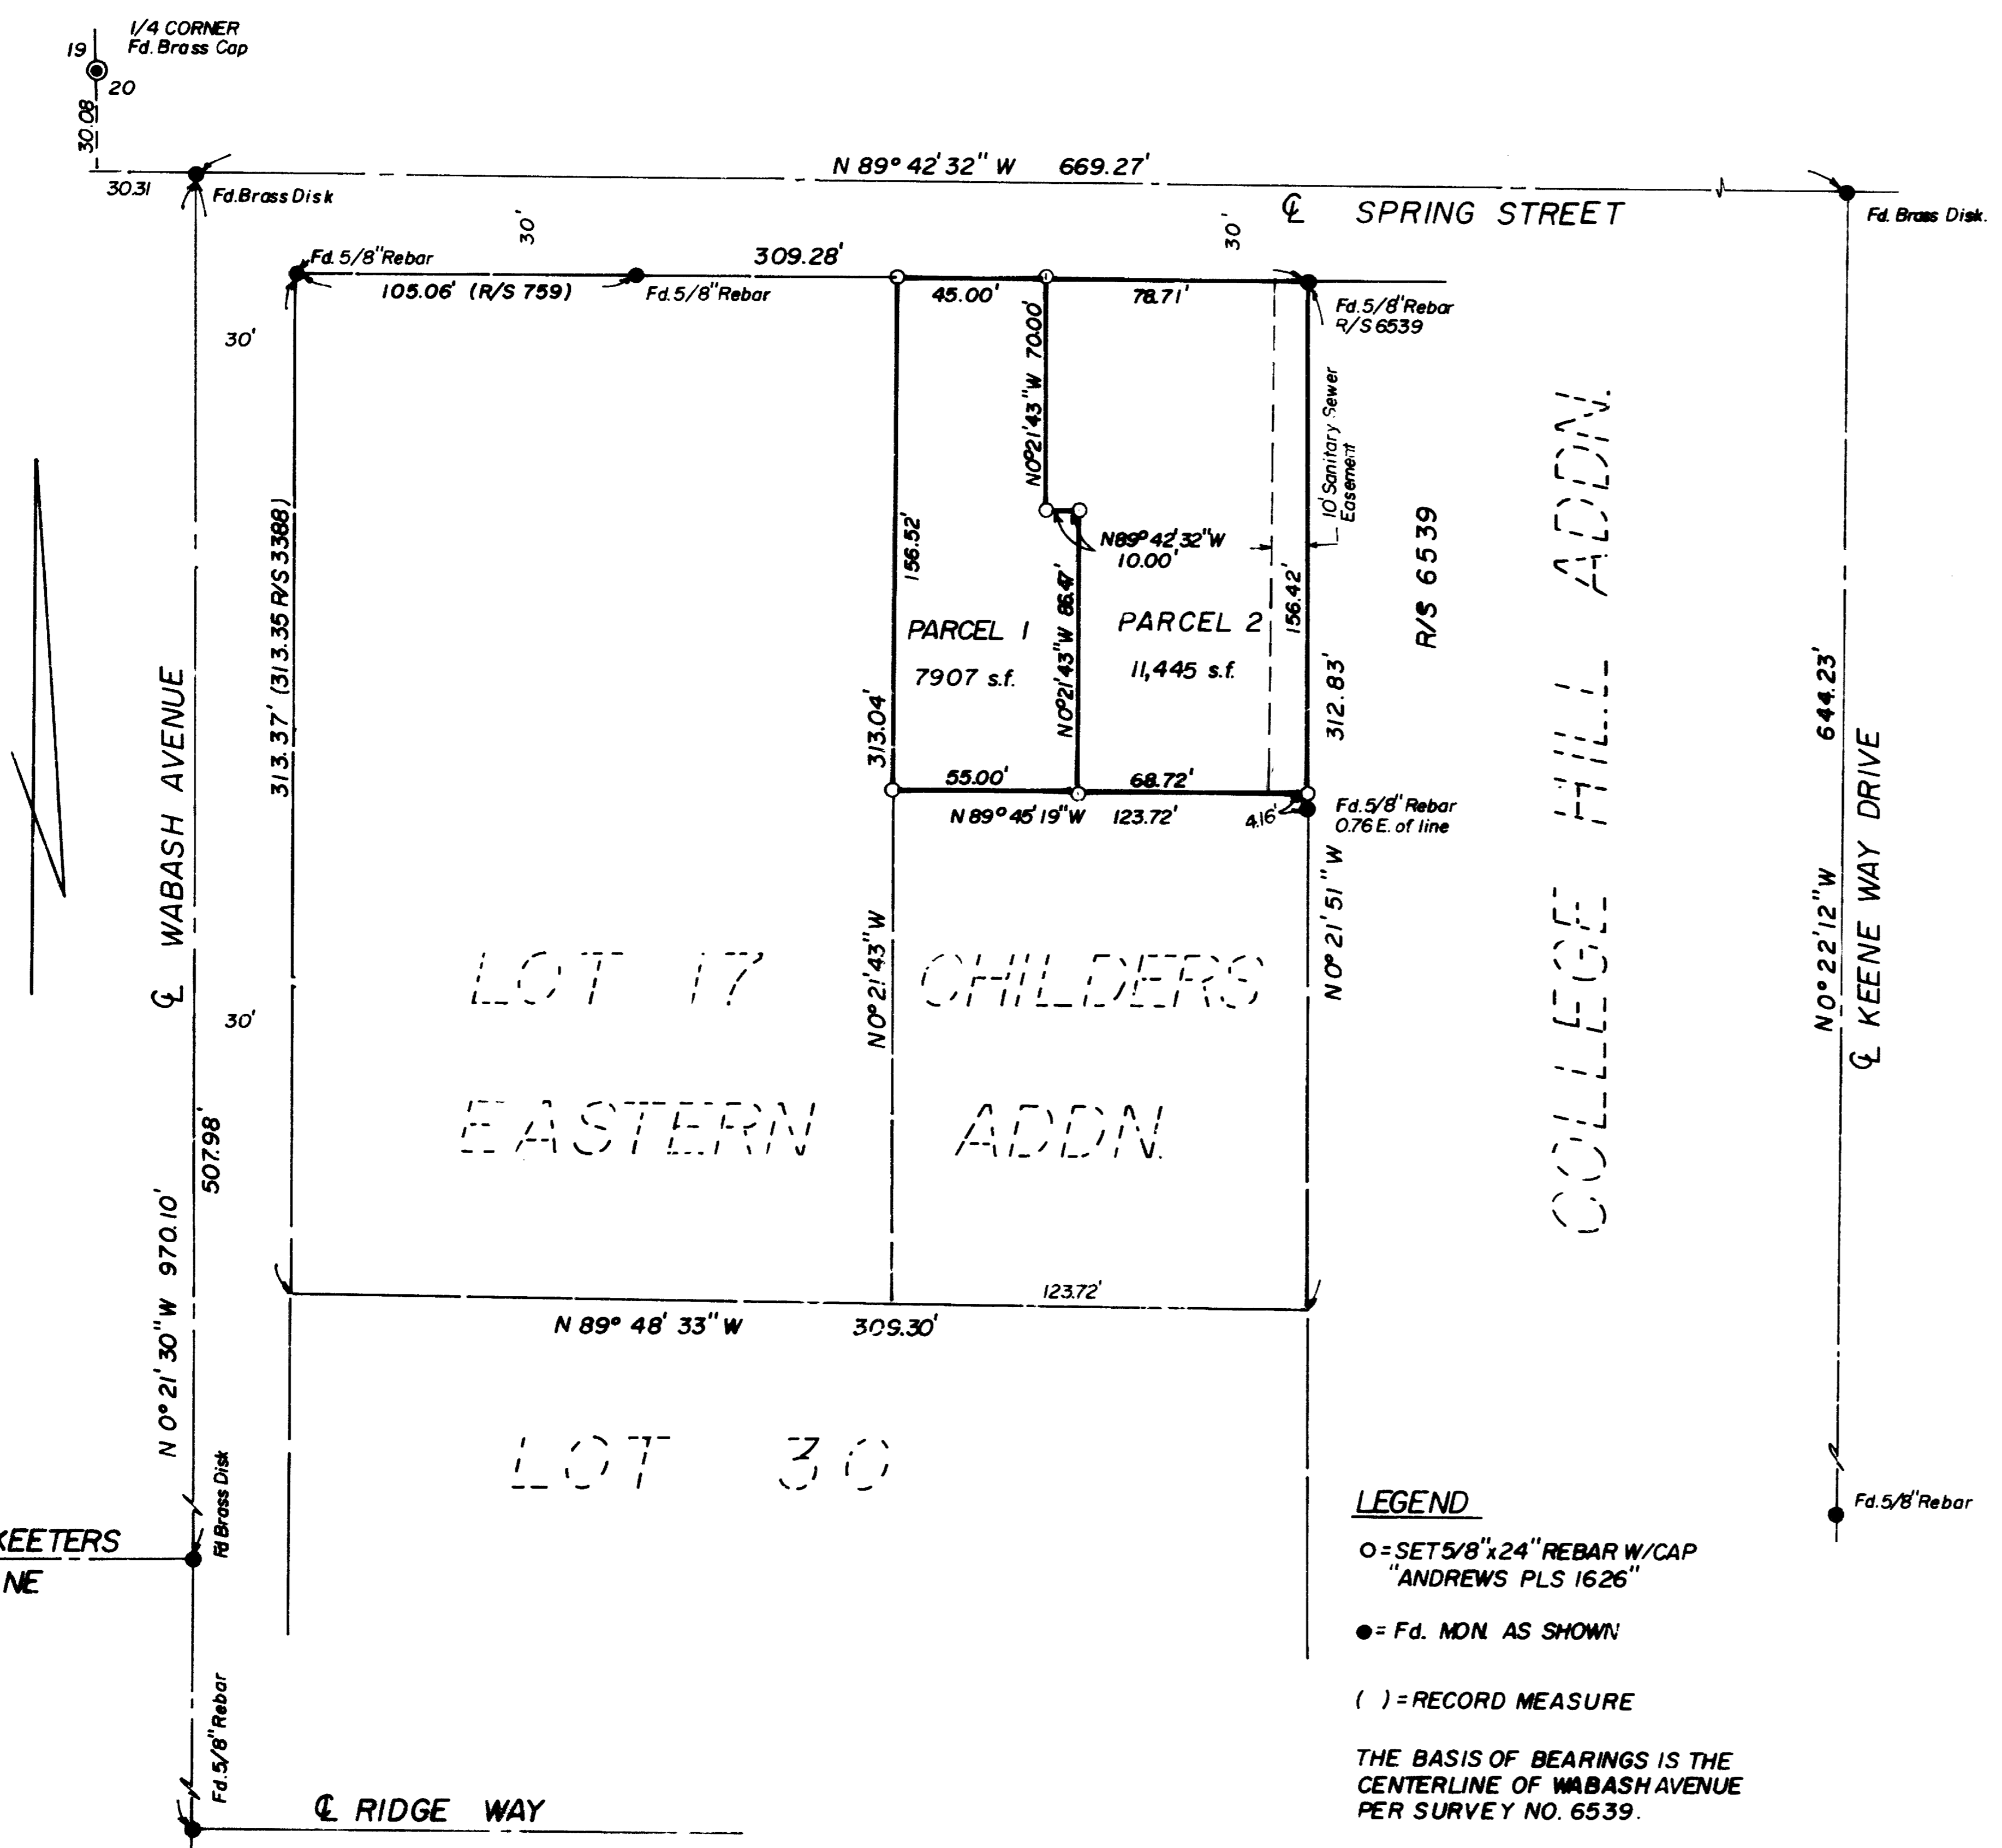 1/4 CORNER
Fd. Brass Cap
19
20
30.08
30.31
Fd. Brass Disk
N 89° 42' 32" W 669.27'
℄ SPRING STREET
Fd. Brass Disk.
30'
30'
Fd. 5/8" Rebar
309.28'
105.06' (R/S 759)
Fd. 5/8" Rebar
45.00'
78.71'
Fd. 5/8" Rebar
R/S 6539
30'
N0°21'43"W 70.00'
10' Sanitary Sewer
Easement
N89° 42' 32" W
10.00'
313.37' (313.35 R/S 3388)
156.52'
N0°21'43"W 86.47'
156.42'
R/S 6539
PARCEL 1
7907 s.f.
PARCEL 2
11,445 s.f.
313.04'
312.83'
55.00'
68.72'
N 89° 45' 19" W 123.72'
4.16'
Fd. 5/8" Rebar
0.76 E. of line
℄ WABASH AVENUE
COLLEGE HILL ADDN.
644.23'
N 0° 22' 12" W
℄ KEENE WAY DRIVE
N 0° 21' 43" W
N 0° 21' 51" W
LOT 17 CHILDERS
EASTERN ADDN.
30'
507.98'
N 0° 21' 30" W 970.10'
123.72'
N 89° 48' 33" W 309.30'
LOT 30
Fd Brass Disk
KEETERS
NE
Fd. 5/8" Rebar
℄ RIDGE WAY
Fd. 5/8" Rebar
LEGEND
O = SET 5/8" x 24" REBAR W/CAP
"ANDREWS PLS 1626"
● = Fd. MON. AS SHOWN
( ) = RECORD MEASURE
THE BASIS OF BEARINGS IS THE
CENTERLINE OF WABASH AVENUE
PER SURVEY NO. 6539.